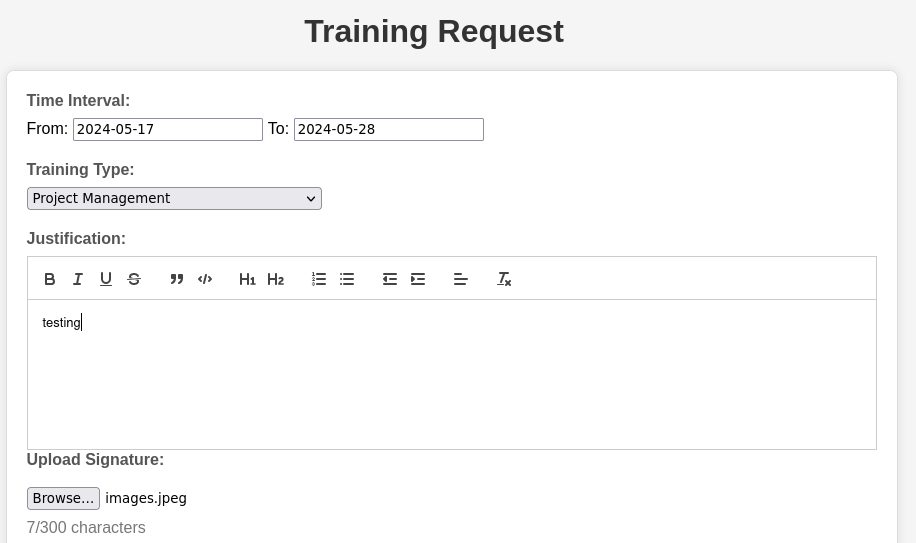 Training Request
Time Interval:
From: 2024-05-17 To: 2024-05-28
Training Type:
Project Management
Justification:
B I U S ” </> H1 H2
testing
Upload Signature:
Browse... images.jpeg
7/300 characters